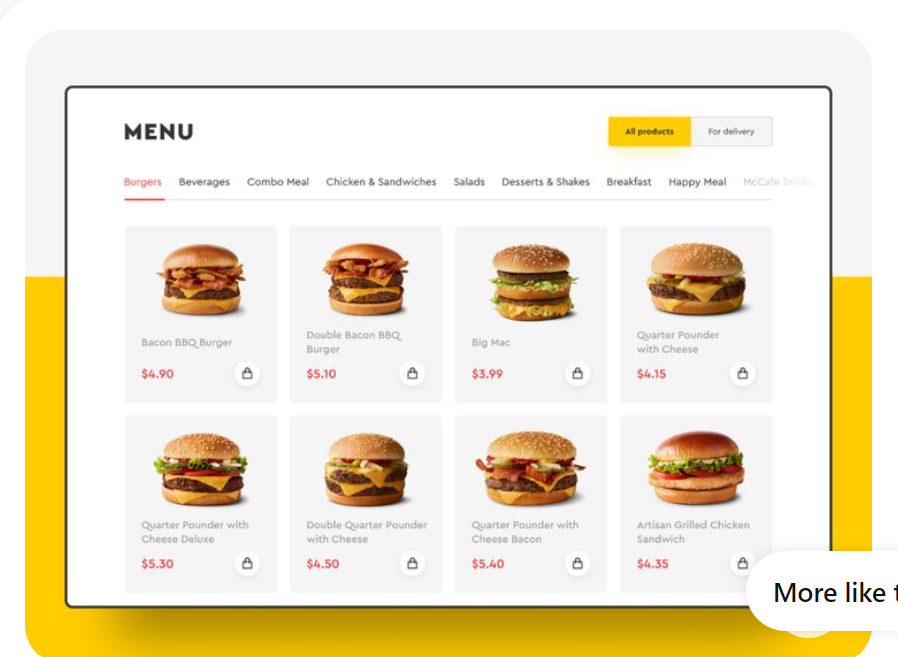 MENU
All products
For delivery
Burgers Beverages Combo Meal Chicken & Sandwiches Salads Desserts & Shakes Breakfast Happy Meal McCafe Drinks
Bacon BBQ Burger
$4.90
Double Bacon BBQ
Burger
$5.10
Big Mac
$3.99
Quarter Pounder
with Cheese
$4.15
Quarter Pounder with
Cheese Deluxe
$5.30
Double Quarter Pounder
with Cheese
$4.50
Quarter Pounder with
Cheese Bacon
$5.40
Artisan Grilled Chicken
Sandwich
$4.35
More like t